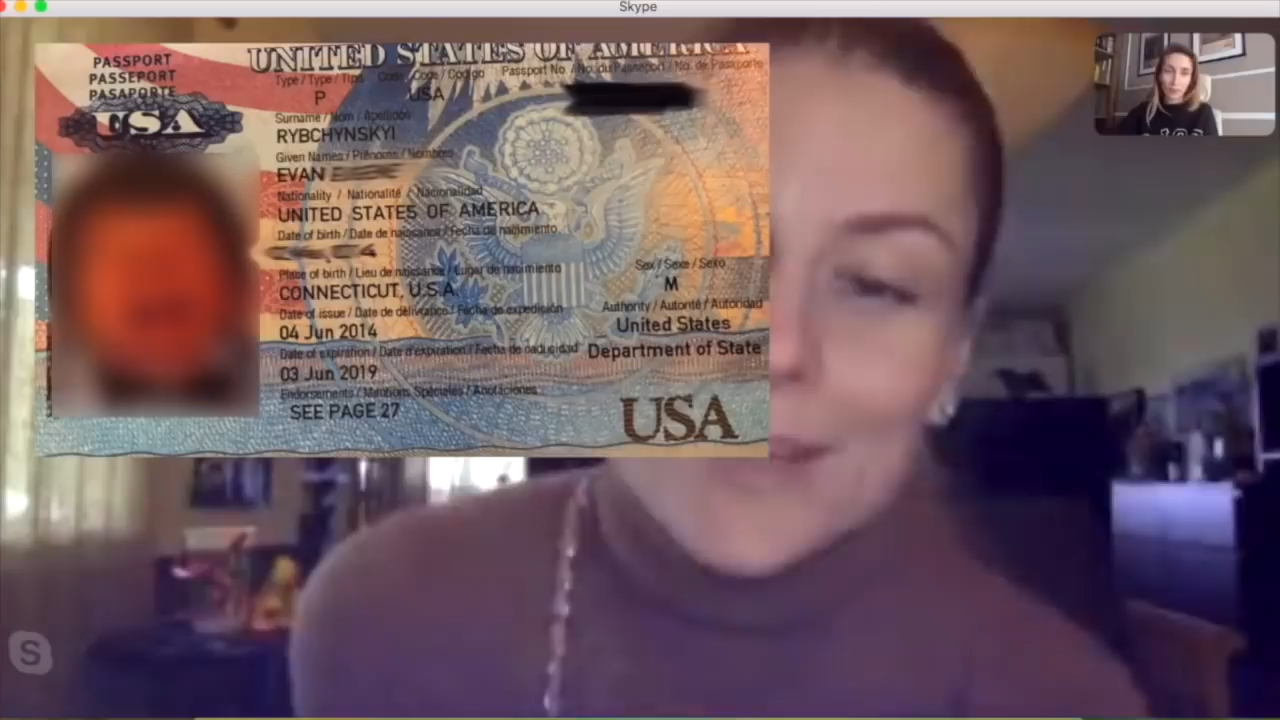 Skype
PASSPORT
PASSEPORT
PASAPORTE
USA
UNITED STATES OF AMERICA
Type / Type / Tipo Code / Code / Codigo Passport No. / No. du Passeport / No. de Pasaporte
P USA
Surname / Nom / Apellidos
RYBCHYNSKYI
Given Names / Prénoms / Nombres
EVAN
Nationality / Nationalité / Nacionalidad
UNITED STATES OF AMERICA
Date of birth / Date de naissance / Fecha de nacimiento
Place of birth / Lieu de naissance / Lugar de nacimiento
CONNECTICUT, U.S.A.
Sex / Sexe / Sexo
M
Date of issue / Date de délivrance / Fecha de expedición
04 Jun 2014
Authority / Autorité / Autoridad
United States
Department of State
Date of expiration / Date d'expiration / Fecha de caducidad
03 Jun 2019
Endorsements / Mentions Spéciales / Anotaciones
SEE PAGE 27
USA
S